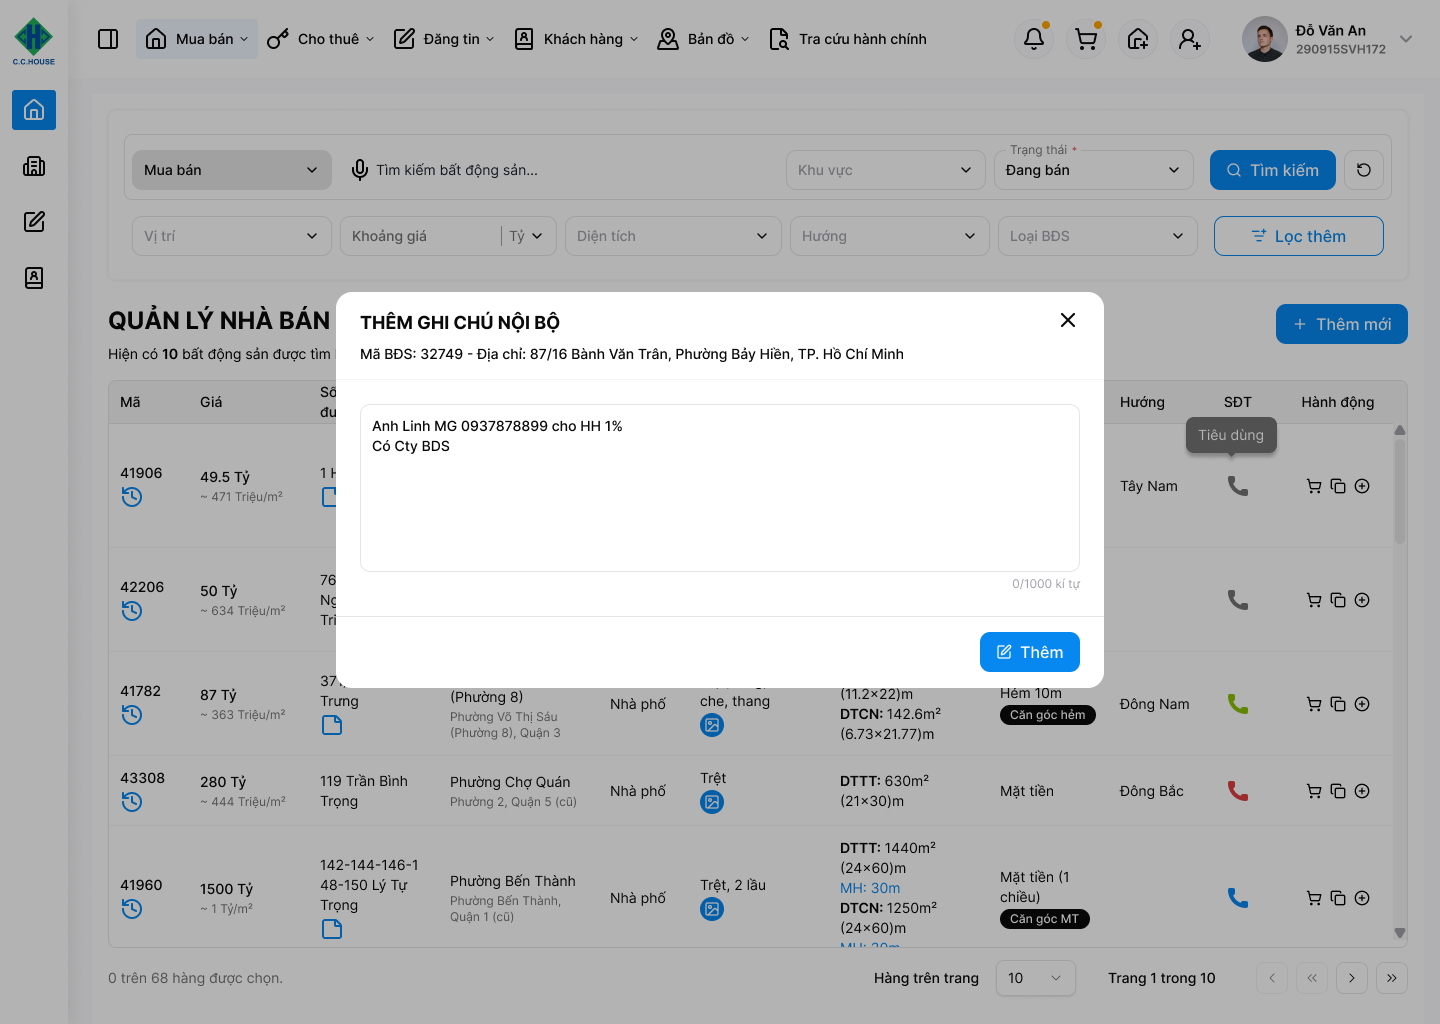 C.C.HOUSE
Mua bán
Cho thuê
Đăng tin
Khách hàng
Bản đồ
Tra cứu hành chính
Đỗ Văn An
290915SVH172
Mua bán
Tìm kiếm bất động sản...
Khu vực
Trạng thái *
Đang bán
Tìm kiếm
Vị trí
Khoảng giá
Tỷ
Diện tích
Hướng
Loại BĐS
Lọc thêm
QUẢN LÝ NHÀ BÁN
Hiện có 10 bất động sản được tìm
Thêm mới
THÊM GHI CHÚ NỘI BỘ
Mã BĐS: 32749 - Địa chỉ: 87/16 Bành Văn Trân, Phường Bảy Hiền, TP. Hồ Chí Minh
Anh Linh MG 0937878899 cho HH 1%
Có Cty BDS
0/1000 kí tự
Thêm
Mã
Giá
Số
Hướng
SĐT
Hành động
Tiêu dùng
41906
49.5 Tỷ
~ 471 Triệu/m²
Tây Nam
42206
50 Tỷ
~ 634 Triệu/m²
76
41782
87 Tỷ
~ 363 Triệu/m²
Trưng
(Phường 8)
Phường Võ Thị Sáu
(Phường 8), Quận 3
Nhà phố
che, thang
(11.2x22)m
DTCN: 142.6m²
(6.73x21.77)m
Hẻm 10m
Căn góc hẻm
Đông Nam
43308
280 Tỷ
~ 444 Triệu/m²
119 Trần Bình
Trọng
Phường Chợ Quán
Phường 2, Quận 5 (cũ)
Nhà phố
Trệt
DTTT: 630m²
(21x30)m
Mặt tiền
Đông Bắc
41960
1500 Tỷ
~ 1 Tỷ/m²
142-144-146-1
48-150 Lý Tự
Trọng
Phường Bến Thành
Phường Bến Thành,
Quận 1 (cũ)
Nhà phố
Trệt, 2 lầu
DTTT: 1440m²
(24x60)m
MH: 30m
DTCN: 1250m²
(24x60)m
MH: 30m
Mặt tiền (1
chiều)
Căn góc MT
0 trên 68 hàng được chọn.
Hàng trên trang
10
Trang 1 trong 10